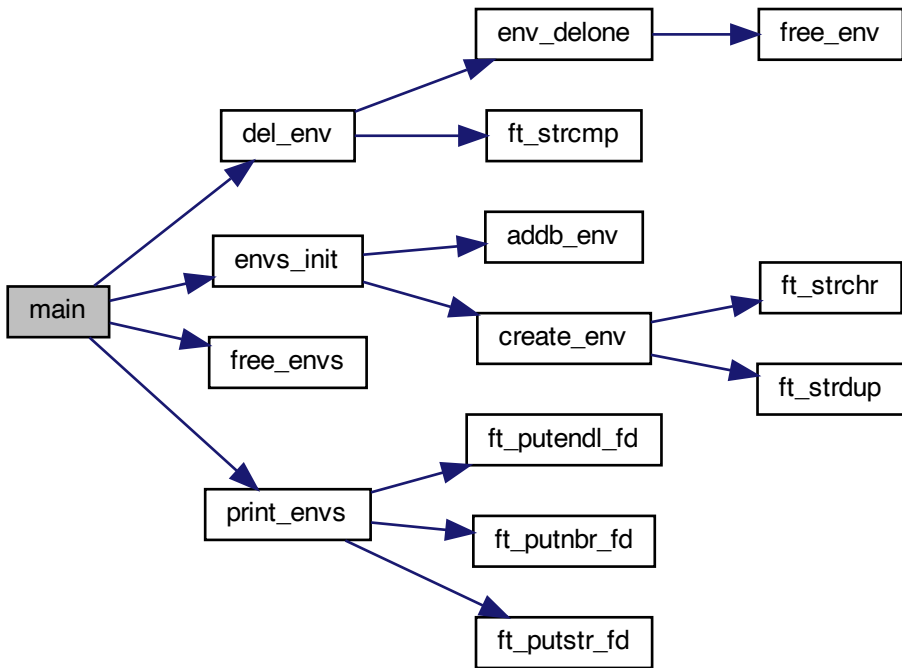 env_delone
free_env
del_env
ft_strcmp
addb_env
envs_init
ft_strchr
main
create_env
free_envs
ft_strdup
ft_putendl_fd
print_envs
ft_putnbr_fd
ft_putstr_fd